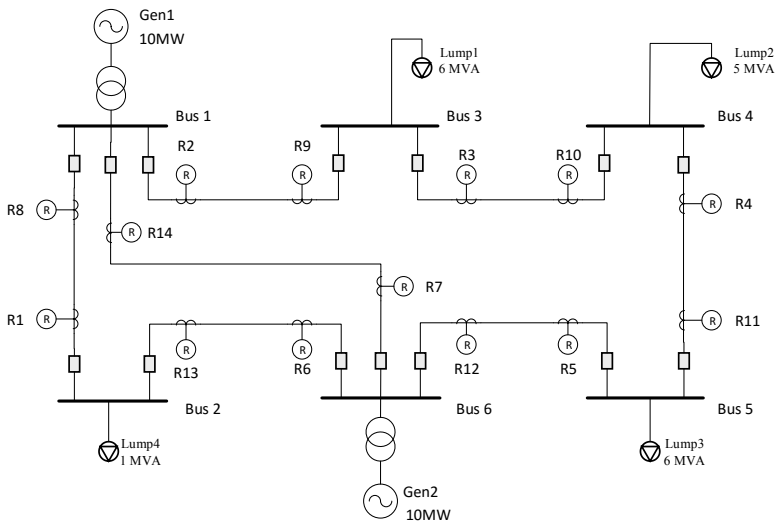 Gen1
10MW
Lump1
6 MVA
Lump2
5 MVA
Bus 1
Bus 3
Bus 4
R2
R9
R3
R10
R
R
R
R
R8
R
R
R4
R
R14
R
R7
R1
R
R
R11
R
R
R
R
R13
R6
R12
R5
Bus 2
Bus 6
Bus 5
Lump4
1 MVA
Lump3
6 MVA
Gen2
10MW